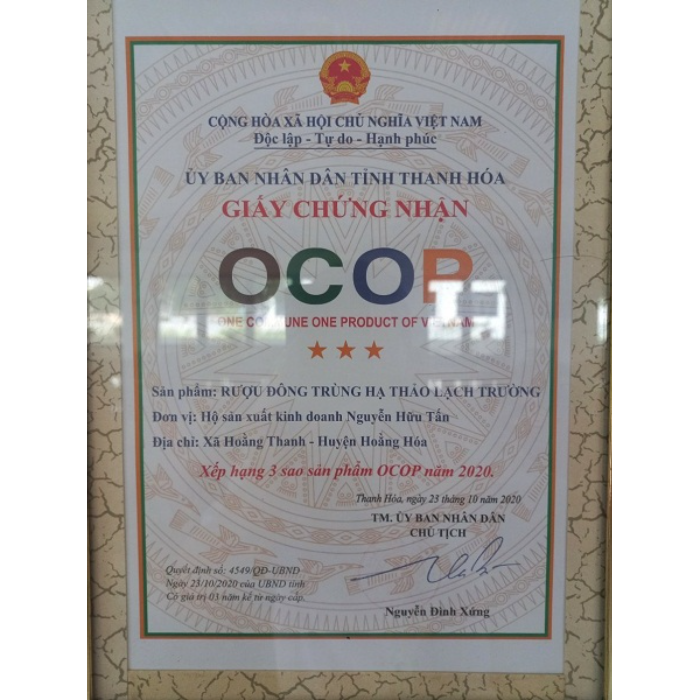 CỘNG HÒA XÃ HỘI CHỦ NGHĨA VIỆT NAM
Độc lập - Tự do - Hạnh phúc
ỦY BAN NHÂN DÂN TỈNH THANH HÓA
GIẤY CHỨNG NHẬN
OCOP
ONE COMMUNE ONE PRODUCT OF VIETNAM
Sản phẩm: RƯỢU ĐÔNG TRÙNG HẠ THẢO LẠCH TRƯỜNG
Đơn vị: Hộ sản xuất kinh doanh Nguyễn Hữu Tấn
Địa chỉ: Xã Hoằng Thanh - Huyện Hoằng Hóa
Xếp hạng 3 sao sản phẩm OCOP năm 2020.
Thanh Hóa, ngày 23 tháng 10 năm 2020
TM. ỦY BAN NHÂN DÂN
CHỦ TỊCH
Quyết định số: 4549/QĐ-UBND
Ngày 23/10/2020 của UBND tỉnh
Có giá trị 03 năm kể từ ngày cấp.
Nguyễn Đình Xứng